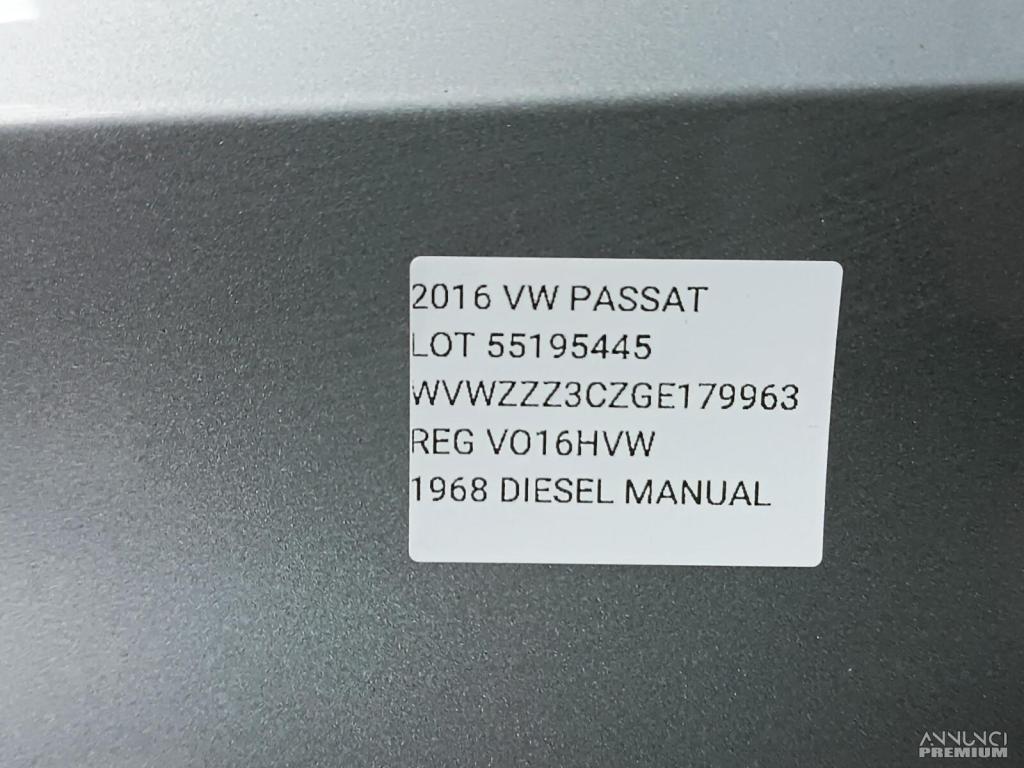 2016 VW PASSAT
LOT 55195445
WVWZZZ3CZGE179963
REG VO16HVW
1968 DIESEL MANUAL
ANNUNCI
PREMIUM